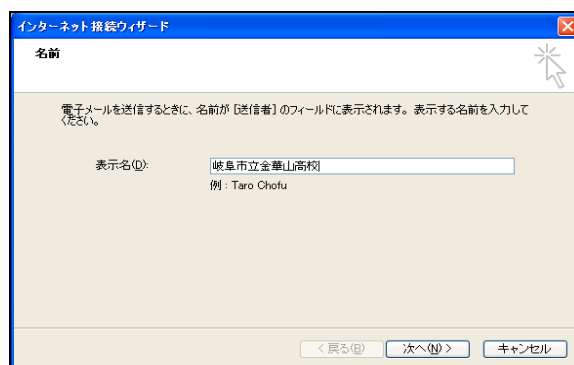 インターネット接続ウィザード
名前
電子メールを送信するときに、名前が [送信者] のフィールドに表示されます。表示する名前を入力して
ください。
表示名(D):
岐阜市立金華山高校
例 : Taro Chofu
< 戻る(B)
次へ(N) >
キャンセル